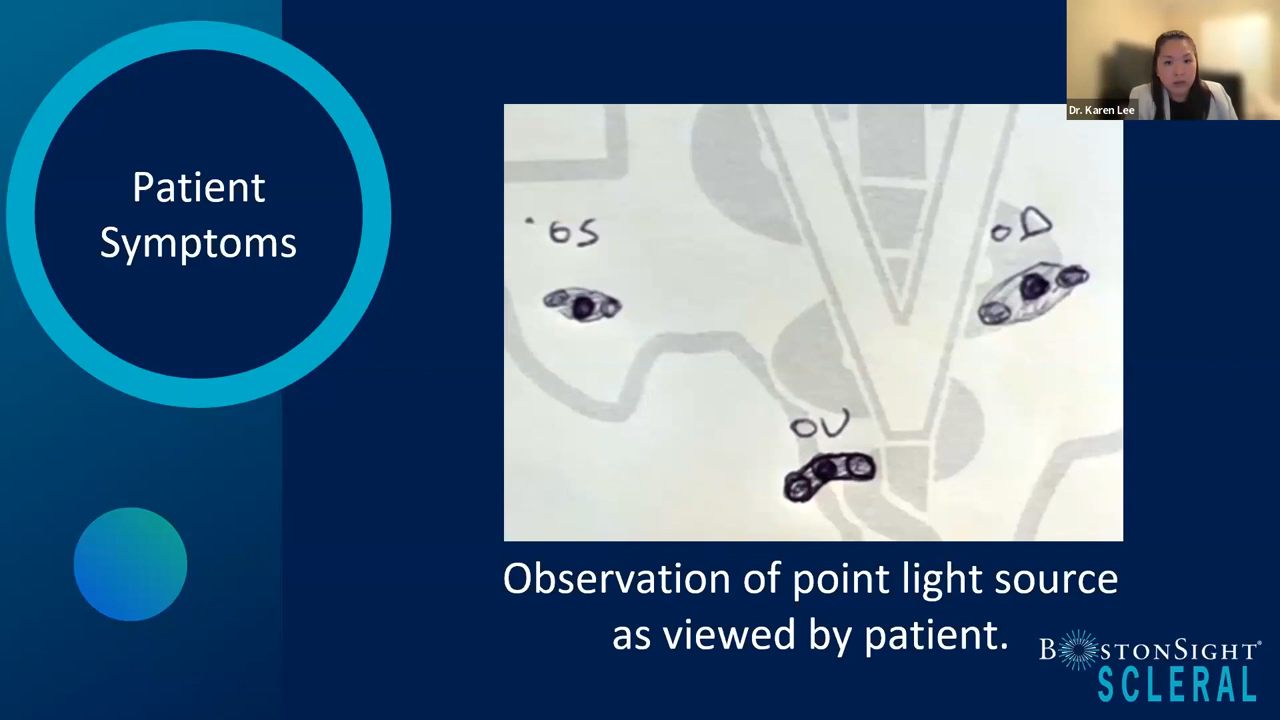 Patient
Symptoms
Dr. Karen Lee
OS
OD
OU
Observation of point light source
as viewed by patient.
BOSTONSIGHT®
SCLERAL